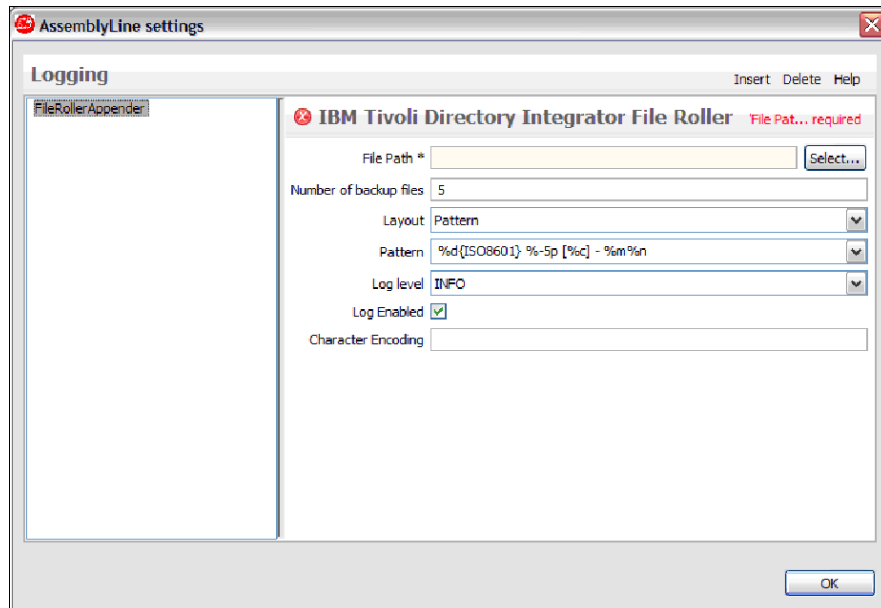 AssemblyLine settings
Logging
Insert Delete Help
FileRollerAppender
IBM Tivoli Directory Integrator File Roller 'File Pat... required
File Path * Select...
Number of backup files 5
Layout Pattern
Pattern %d{ISO8601} %-5p [%c] - %m%n
Log level INFO
Log Enabled
Character Encoding
OK